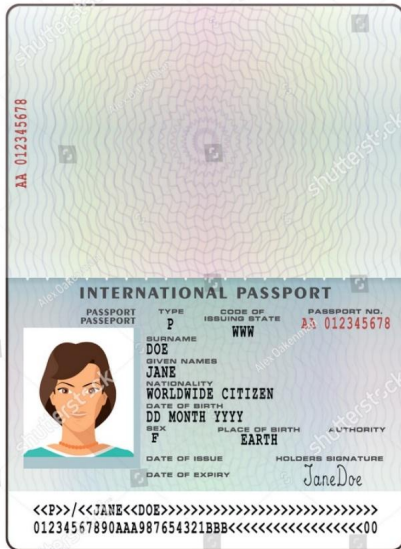 shutterstock
AA 012345678
INTERNATIONAL PASSPORT
PASSPORT
PASSEPORT
TYPE
P
CODE OF
ISSUING STATE
WWW
PASSPORT NO.
AA 012345678
SURNAME
DOE
GIVEN NAMES
JANE
NATIONALITY
WORLDWIDE CITIZEN
DATE OF BIRTH
DD MONTH YYYY
SEX
F
PLACE OF BIRTH
EARTH
AUTHORITY
DATE OF ISSUE
DATE OF EXPIRY
HOLDERS SIGNATURE
JaneDoe
<<P>>/<<JANE<<DOE>>>>>>>>>>>>>>>>>>>>>>>>>>>>>
01234567890AAA987654321BBB<<<<<<<<<<<<<<<<<<00